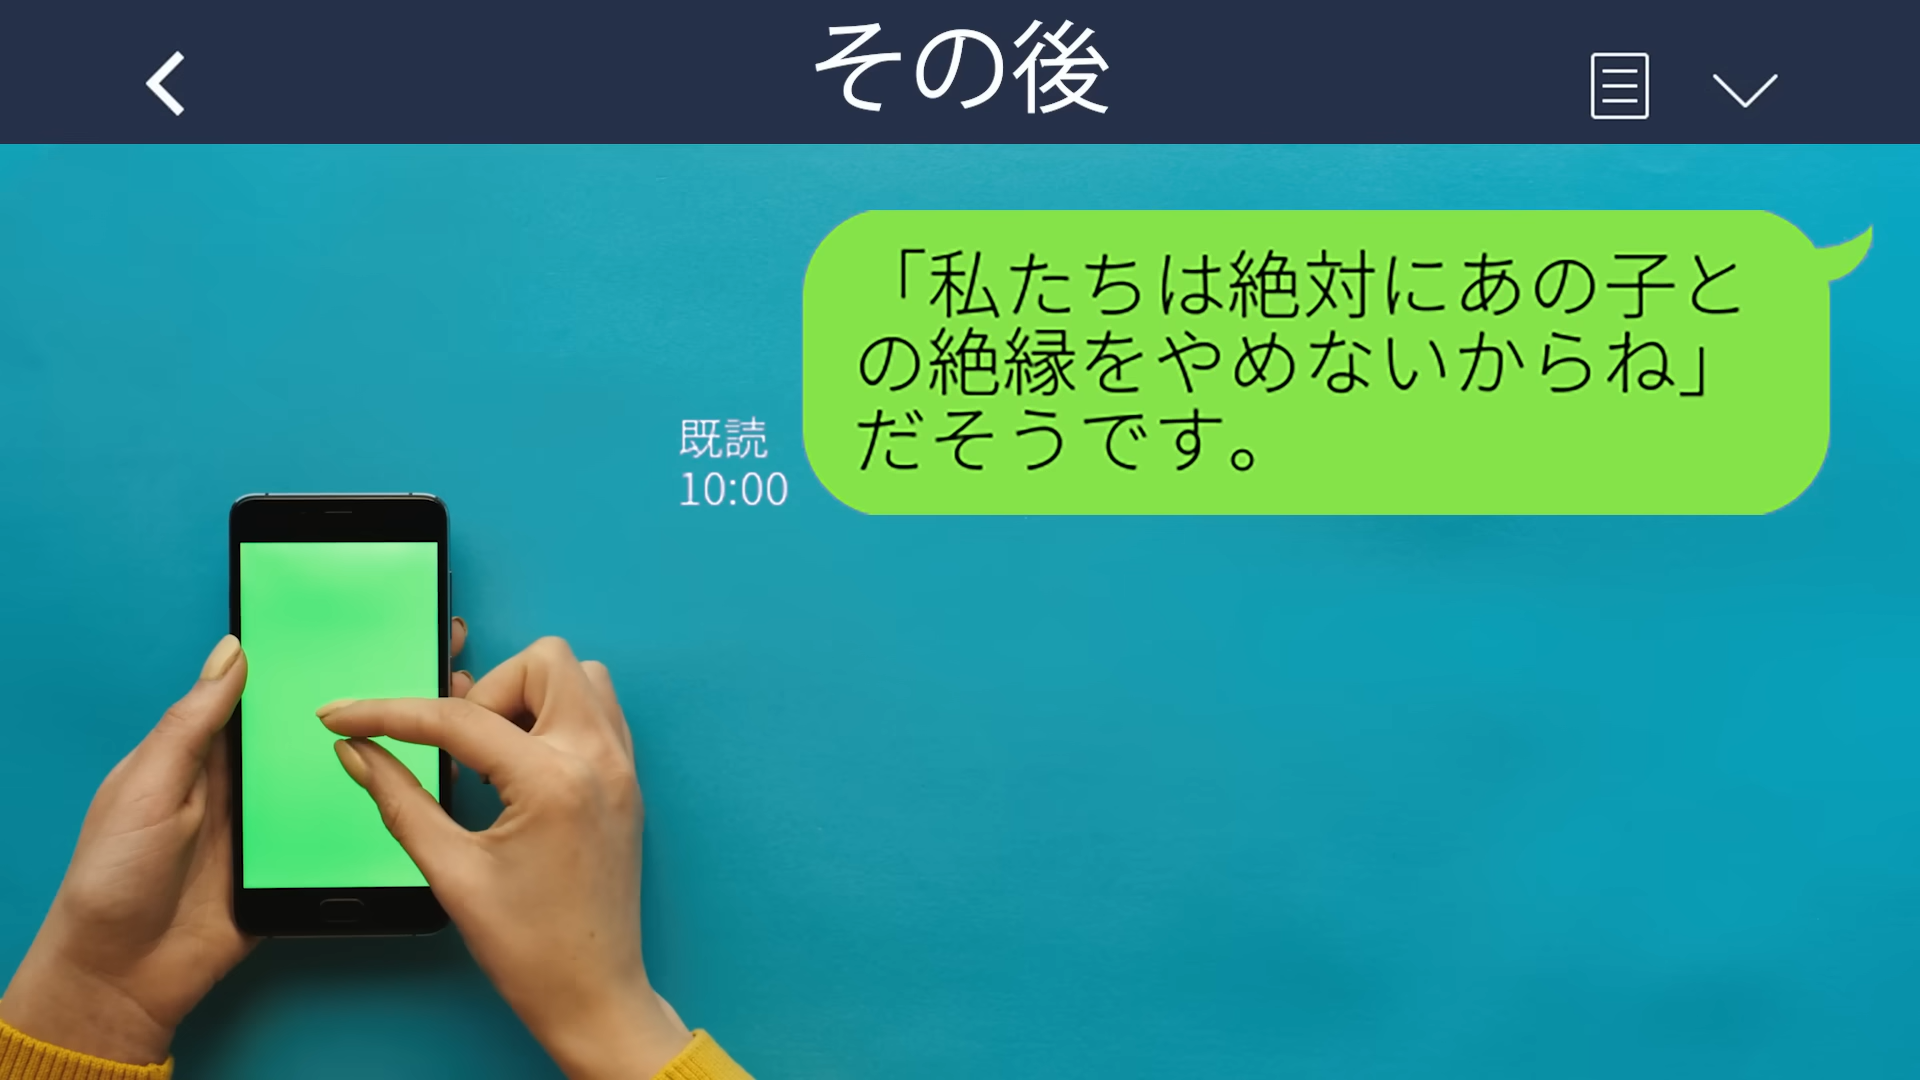 その後
「私たちは絶対にあの子と
の絶縁をやめないからね」
だそうです。
既読
10:00